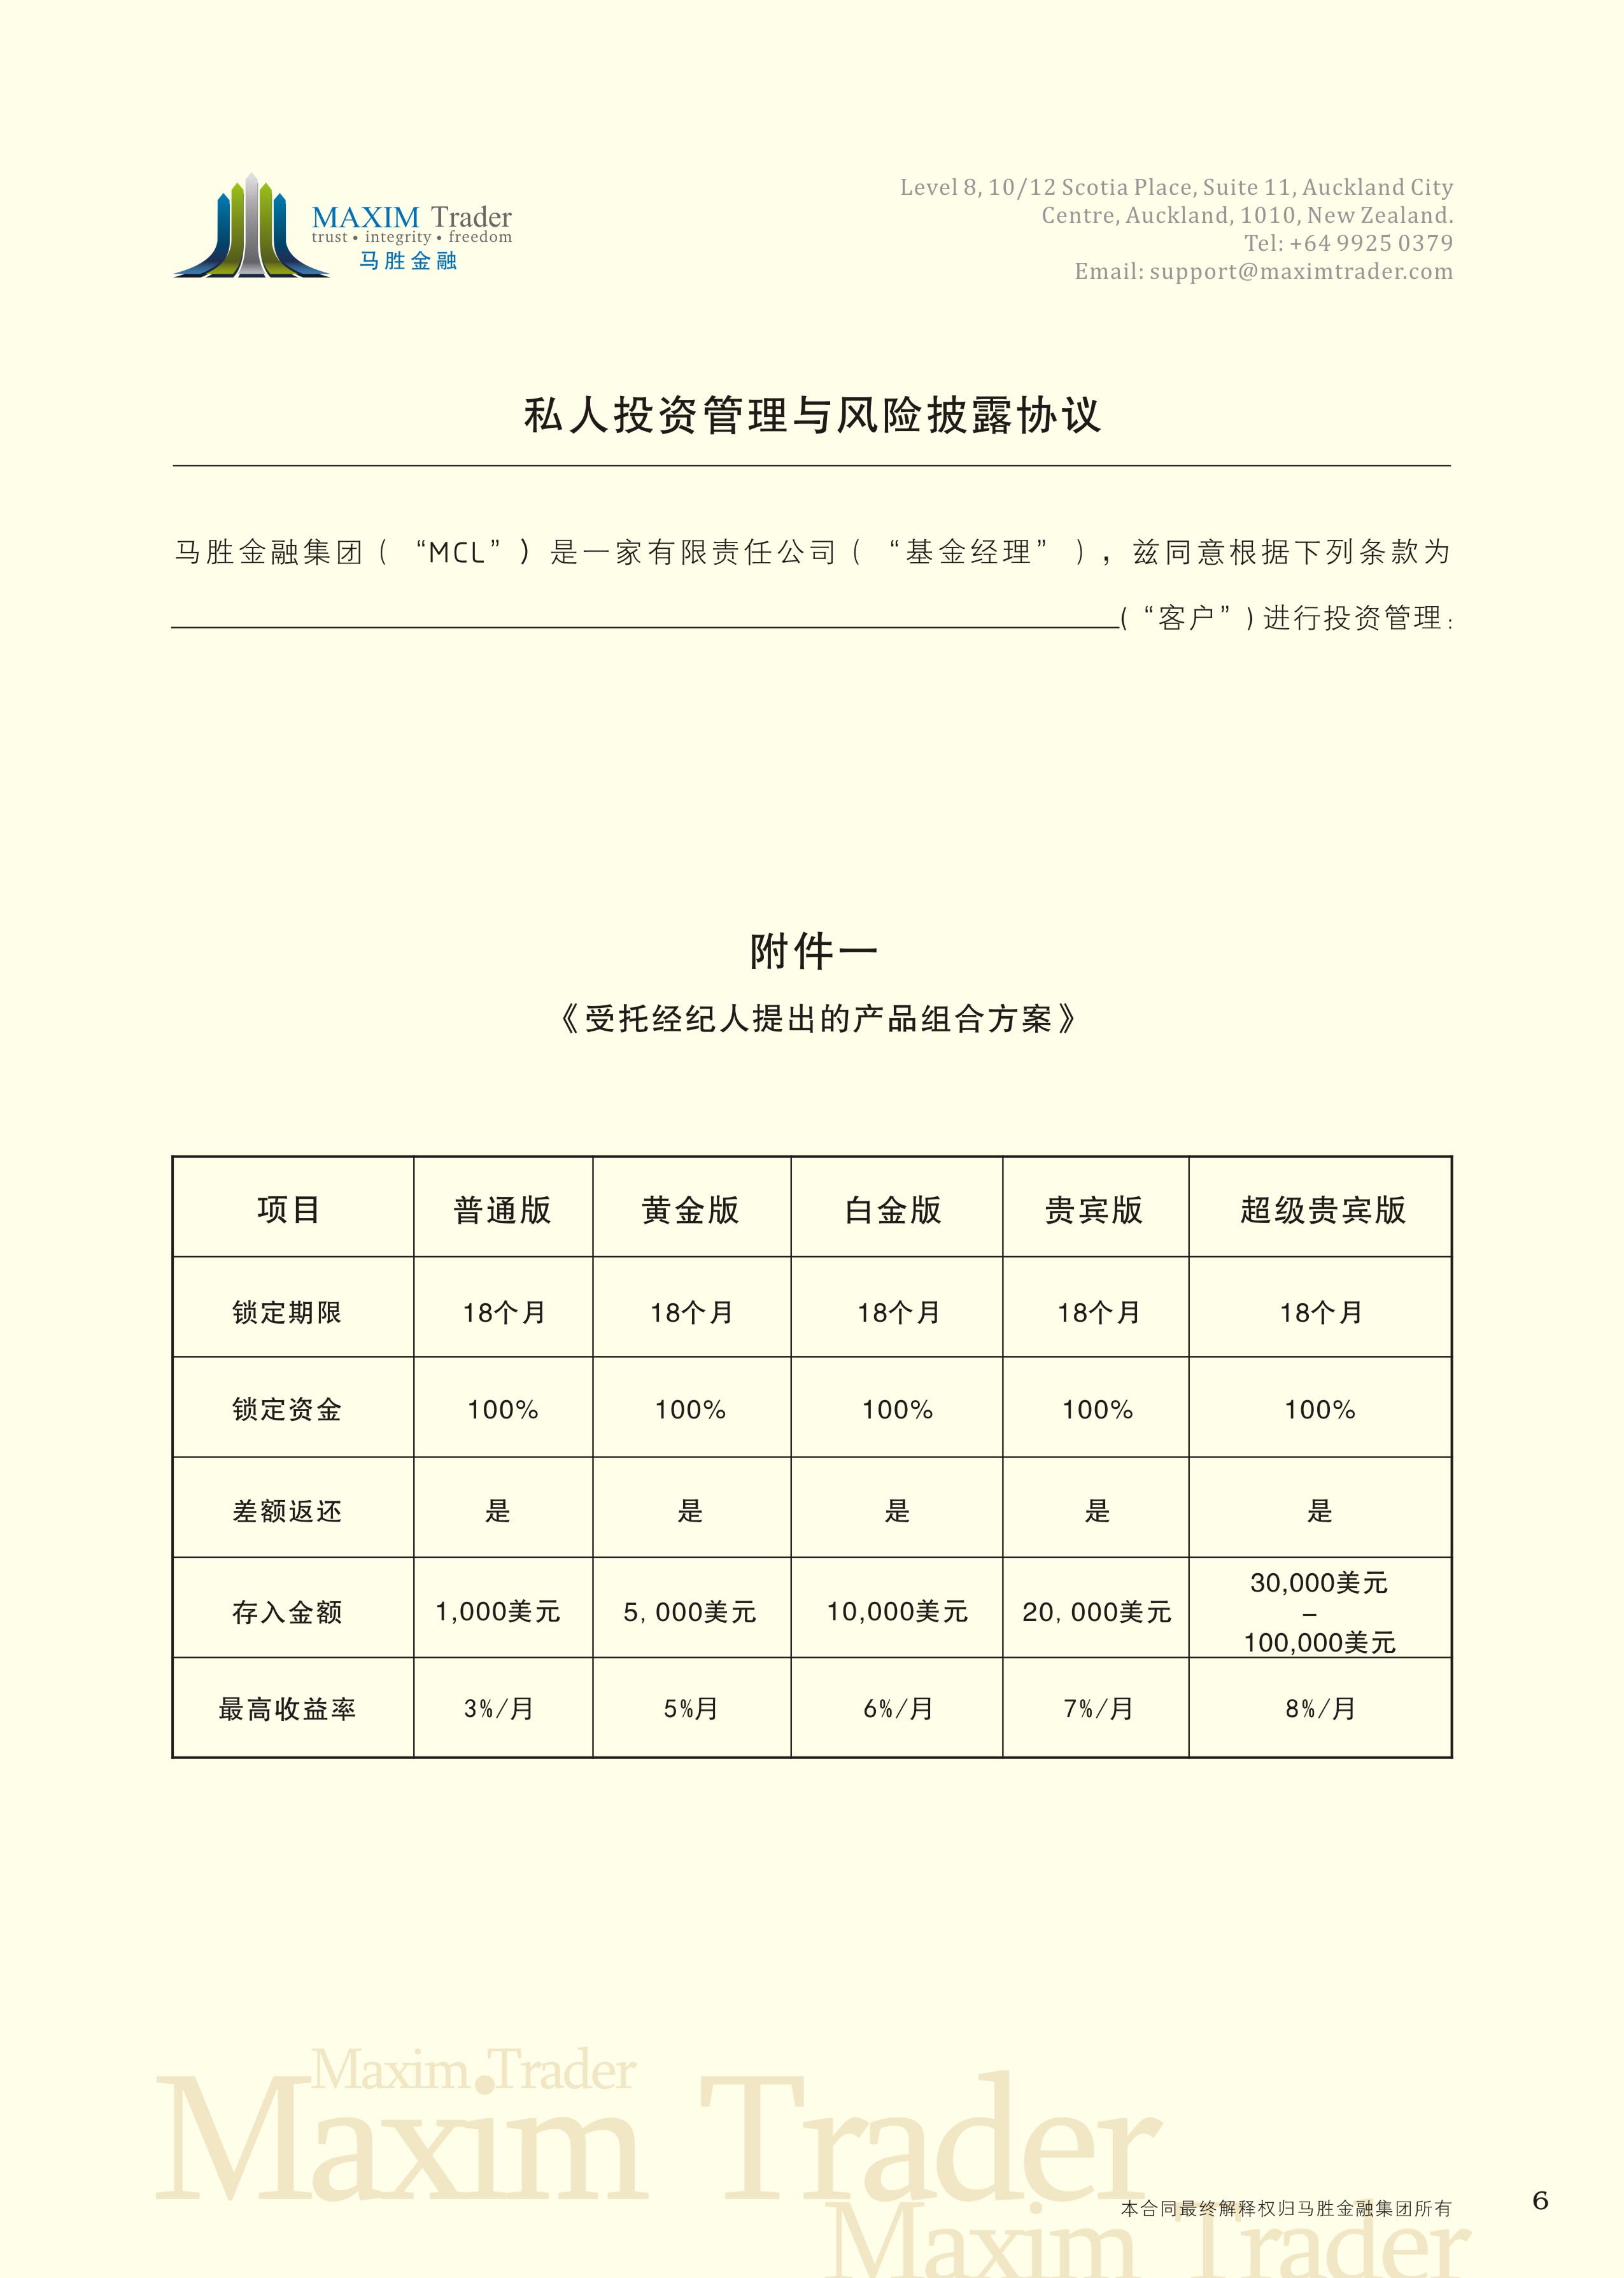 MAXIM Trader
trust • integrity • freedom
马胜金融
Level 8, 10/12 Scotia Place, Suite 11, Auckland City
Centre, Auckland, 1010, New Zealand.
Tel: +64 9925 0379
Email: support@maximtrader.com
私人投资管理与风险披露协议
马胜金融集团（“MCL”）是一家有限责任公司（“基金经理”），兹同意根据下列条款为
(“客户”)进行投资管理:
附件一
《受托经纪人提出的产品组合方案》
项目 普通版 黄金版 白金版 贵宾版 超级贵宾版
锁定期限 18个月 18个月 18个月 18个月 18个月
锁定资金 100% 100% 100% 100% 100%
差额返还 是 是 是 是 是
存入金额 1,000美元 5, 000美元 10,000美元 20, 000美元 30,000美元
–
100,000美元
最高收益率 3%/月 5%月 6%/月 7%/月 8%/月
Maxim Trader
Maxim Trader
本合同最终解释权归马胜金融集团所有 6
Maxim Trader